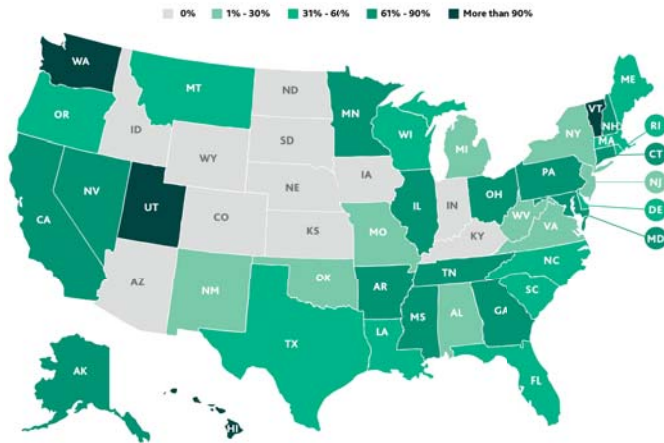 0% 1% - 30% 31% - 60% 61% - 90% More than 90%
WA
MT
ND
MN
ME
VT
NH
OR
ID
SD
WI
MI
NY
MA
RI
CT
WY
IA
PA
NJ
NE
NV
UT
CO
IL
IN
OH
DE
CA
KS
MO
WV
VA
MD
KY
AZ
NM
OK
AR
TN
NC
SC
MS
AL
GA
TX
LA
AK
FL
HI